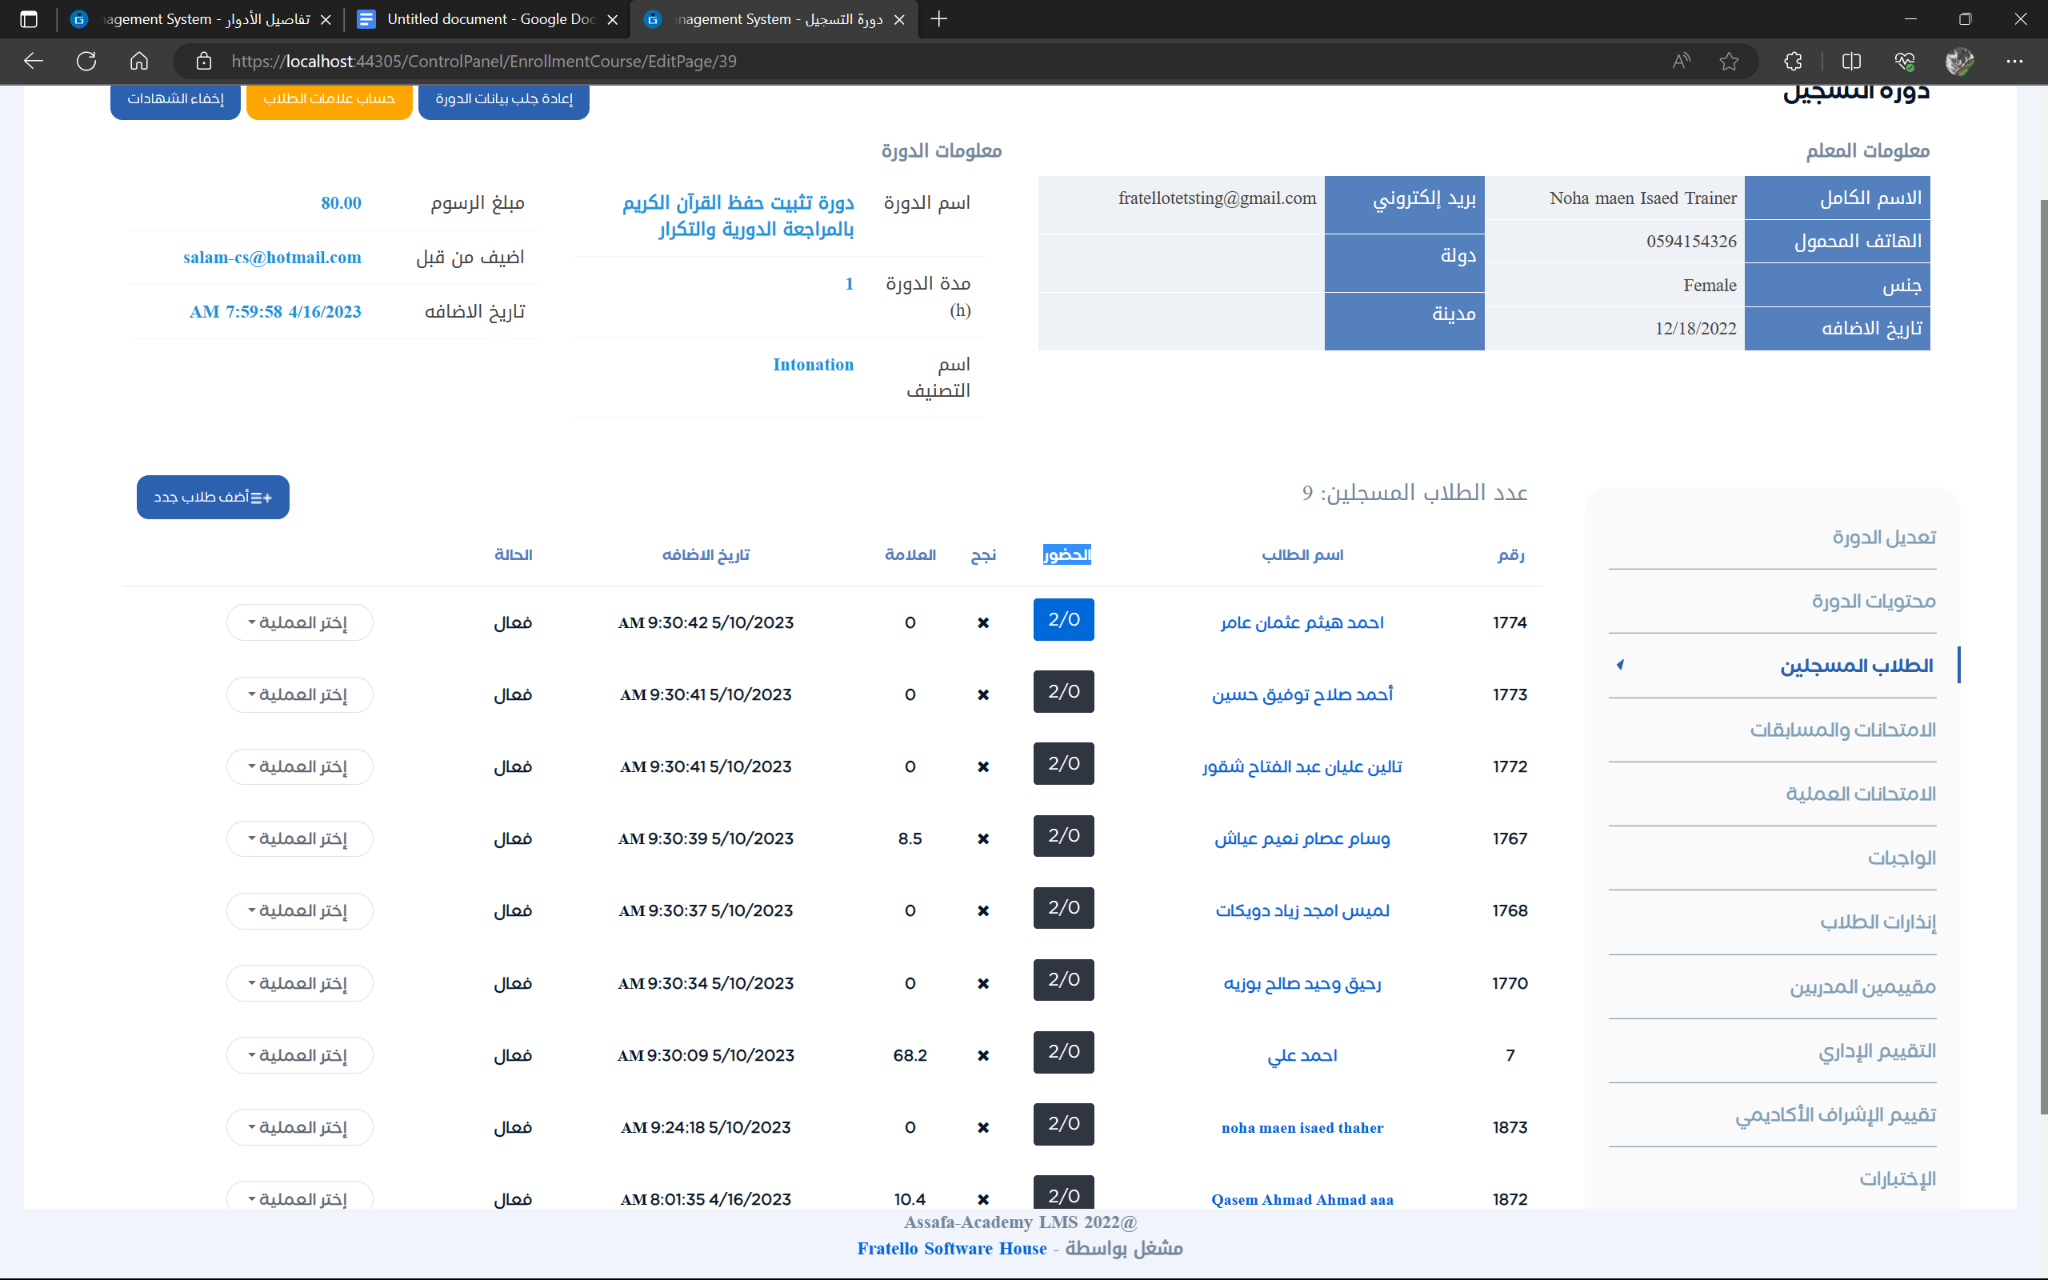 nagement System - تفاصيل الأدوار
Untitled document - Google Doc
nagement System - دورة التسجيل
https://localhost:44305/ControlPanel/EnrollmentCourse/EditPage/39
دورة التسجيل
إعادة جلب بيانات الدورة
حساب علامات الطلاب
إخفاء الشهادات
معلومات المعلم
الاسم الكامل Noha maen Isaed Trainer
الهاتف المحمول 0594154326
جنس Female
تاريخ الاضافه 12/18/2022
بريد إلكتروني fratellotetsting@gmail.com
دولة
مدينة
معلومات الدورة
اسم الدورة دورة تثبيت حفظ القرآن الكريم
بالمراجعة الدورية والتكرار
مدة الدورة 1
(h)
اسم Intonation
التصنيف
مبلغ الرسوم 80.00
اضيف من قبل salam-cs@hotmail.com
تاريخ الاضافه AM 7:59:58 4/16/2023
تعديل الدورة
محتويات الدورة
الطلاب المسجلين
الامتحانات والمسابقات
الامتحانات العملية
الواجبات
إنذارات الطلاب
مقييمين المدربين
التقييم الإداري
تقييم الإشراف الأكاديمي
الإختبارات
عدد الطلاب المسجلين: 9
أضف طلاب جدد
رقم اسم الطالب الحضور نجح العلامة تاريخ الاضافه الحالة
1774 احمد هيثم عثمان عامر 2/0 0 AM 9:30:42 5/10/2023 فعال إختر العملية
1773 أحمد صلاح توفيق حسين 2/0 0 AM 9:30:41 5/10/2023 فعال إختر العملية
1772 تالين عليان عبد الفتاح شقور 2/0 0 AM 9:30:41 5/10/2023 فعال إختر العملية
1767 وسام عصام نعيم عياش 2/0 8.5 AM 9:30:39 5/10/2023 فعال إختر العملية
1768 لميس امجد زياد دويكات 2/0 0 AM 9:30:37 5/10/2023 فعال إختر العملية
1770 رحيق وحيد صالح بوزيه 2/0 0 AM 9:30:34 5/10/2023 فعال إختر العملية
7 احمد علي 2/0 68.2 AM 9:30:09 5/10/2023 فعال إختر العملية
1873 noha maen isaed thaher 2/0 0 AM 9:24:18 5/10/2023 فعال إختر العملية
1872 Qasem Ahmad Ahmad aaa 2/0 10.4 AM 8:01:35 4/16/2023 فعال إختر العملية
Assafa-Academy LMS 2022@
مشغل بواسطة - Fratello Software House